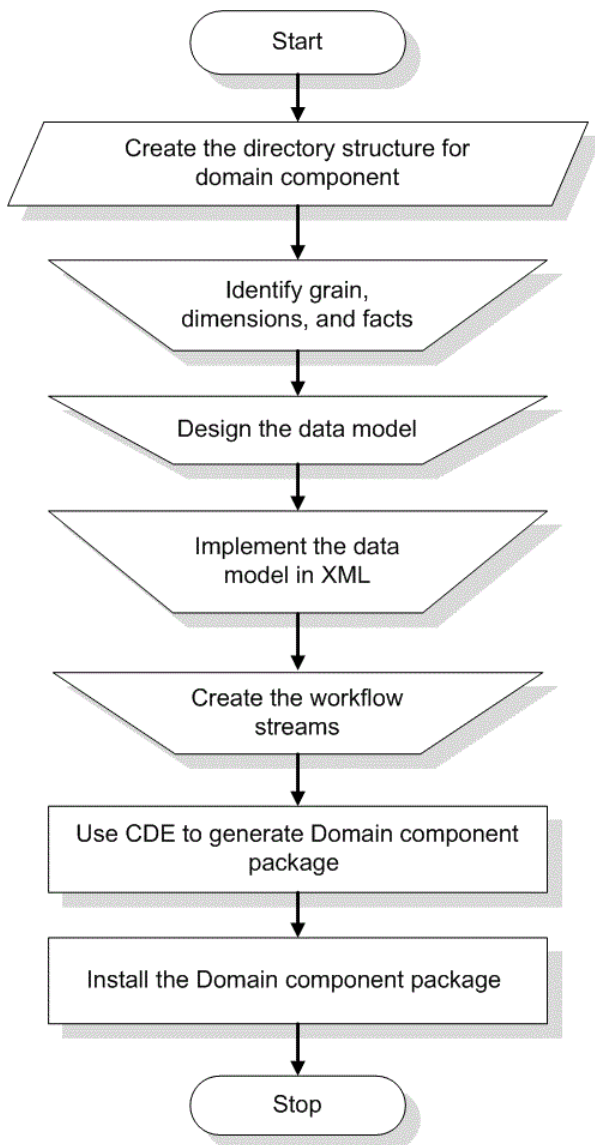 Start
Create the directory structure for
domain component
Identify grain,
dimensions, and facts
Design the data model
Implement the data
model in XML
Create the workflow
streams
Use CDE to generate Domain component
package
Install the Domain component package
Stop